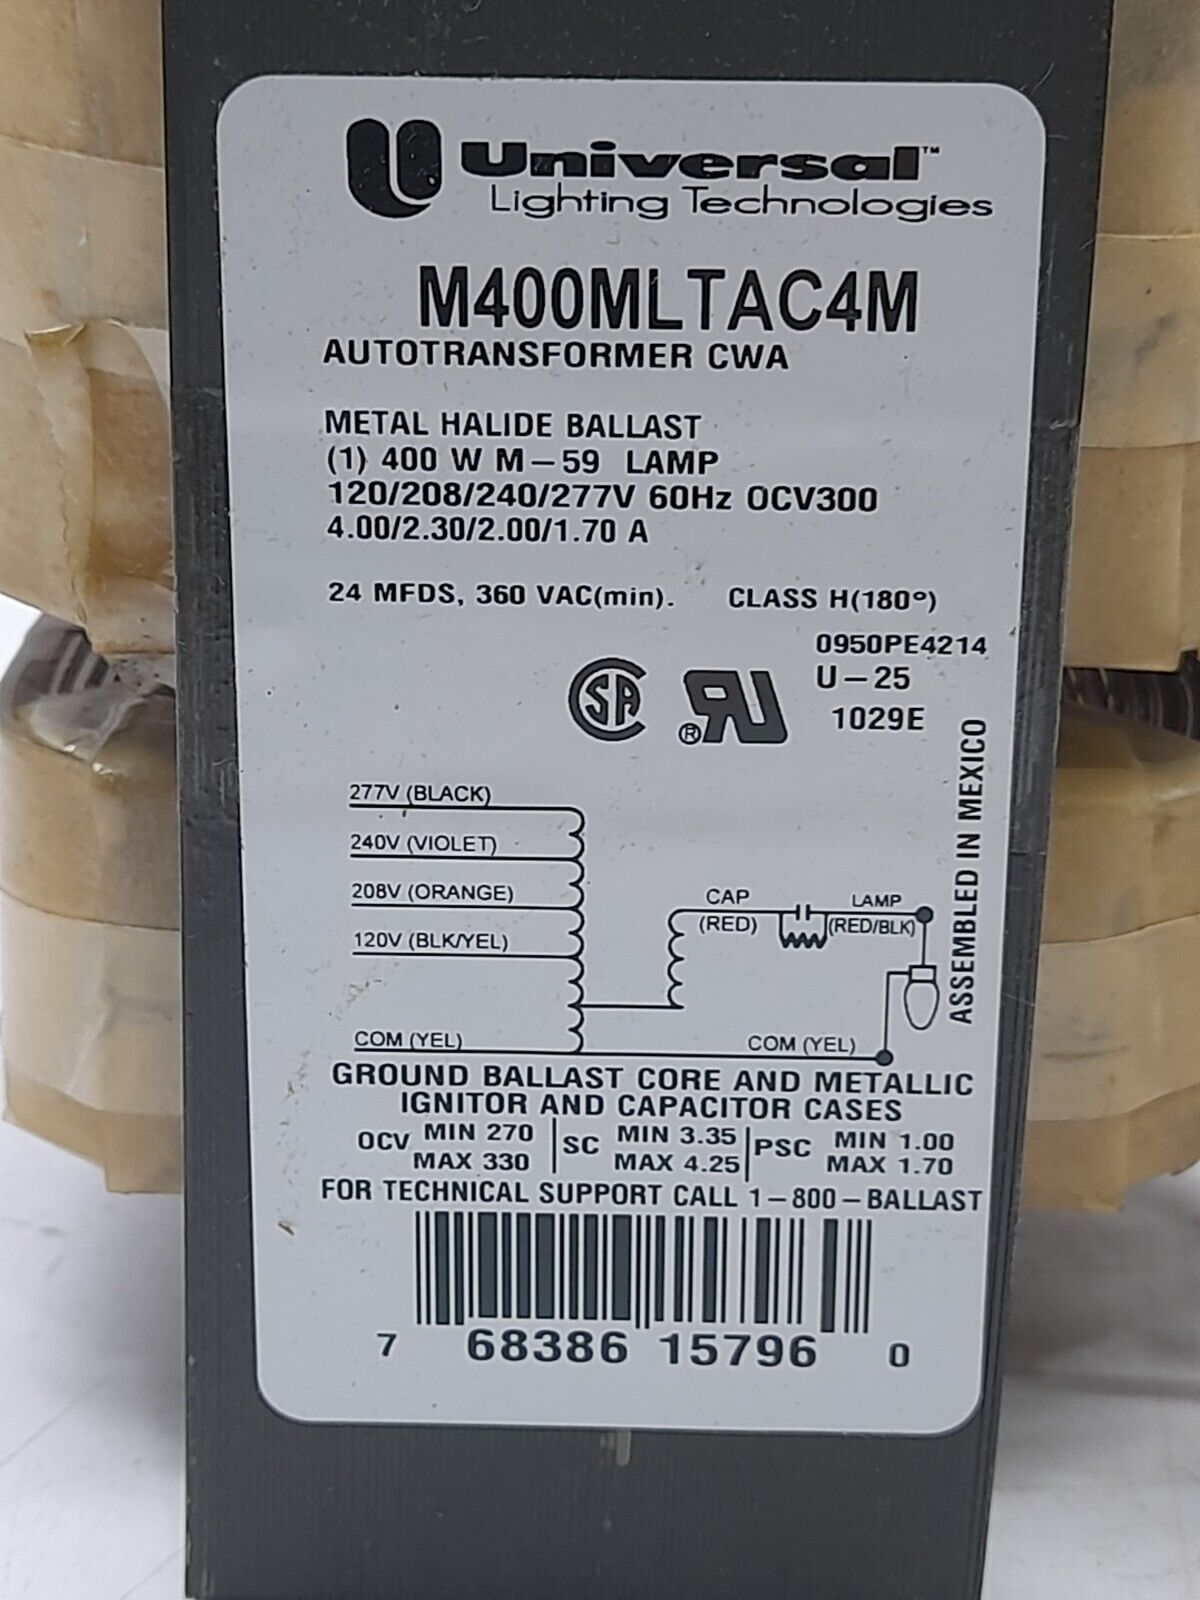 Universal™
Lighting Technologies
M400MLTAC4M
AUTOTRANSFORMER CWA
METAL HALIDE BALLAST
(1) 400 W M-59 LAMP
120/208/240/277V 60Hz OCV300
4.00/2.30/2.00/1.70 A
24 MFDS, 360 VAC(min). CLASS H(180°)
0950PE4214
U-25
1029E
ASSEMBLED IN MEXICO
277V (BLACK)
240V (VIOLET)
208V (ORANGE)
120V (BLK/YEL)
COM (YEL)
CAP
(RED)
LAMP
(RED/BLK)
COM (YEL)
GROUND BALLAST CORE AND METALLIC
IGNITOR AND CAPACITOR CASES
OCV MIN 270 MAX 330 | SC MIN 3.35 MAX 4.25 | PSC MIN 1.00 MAX 1.70
FOR TECHNICAL SUPPORT CALL 1-800-BALLAST
7 68386 15796 0